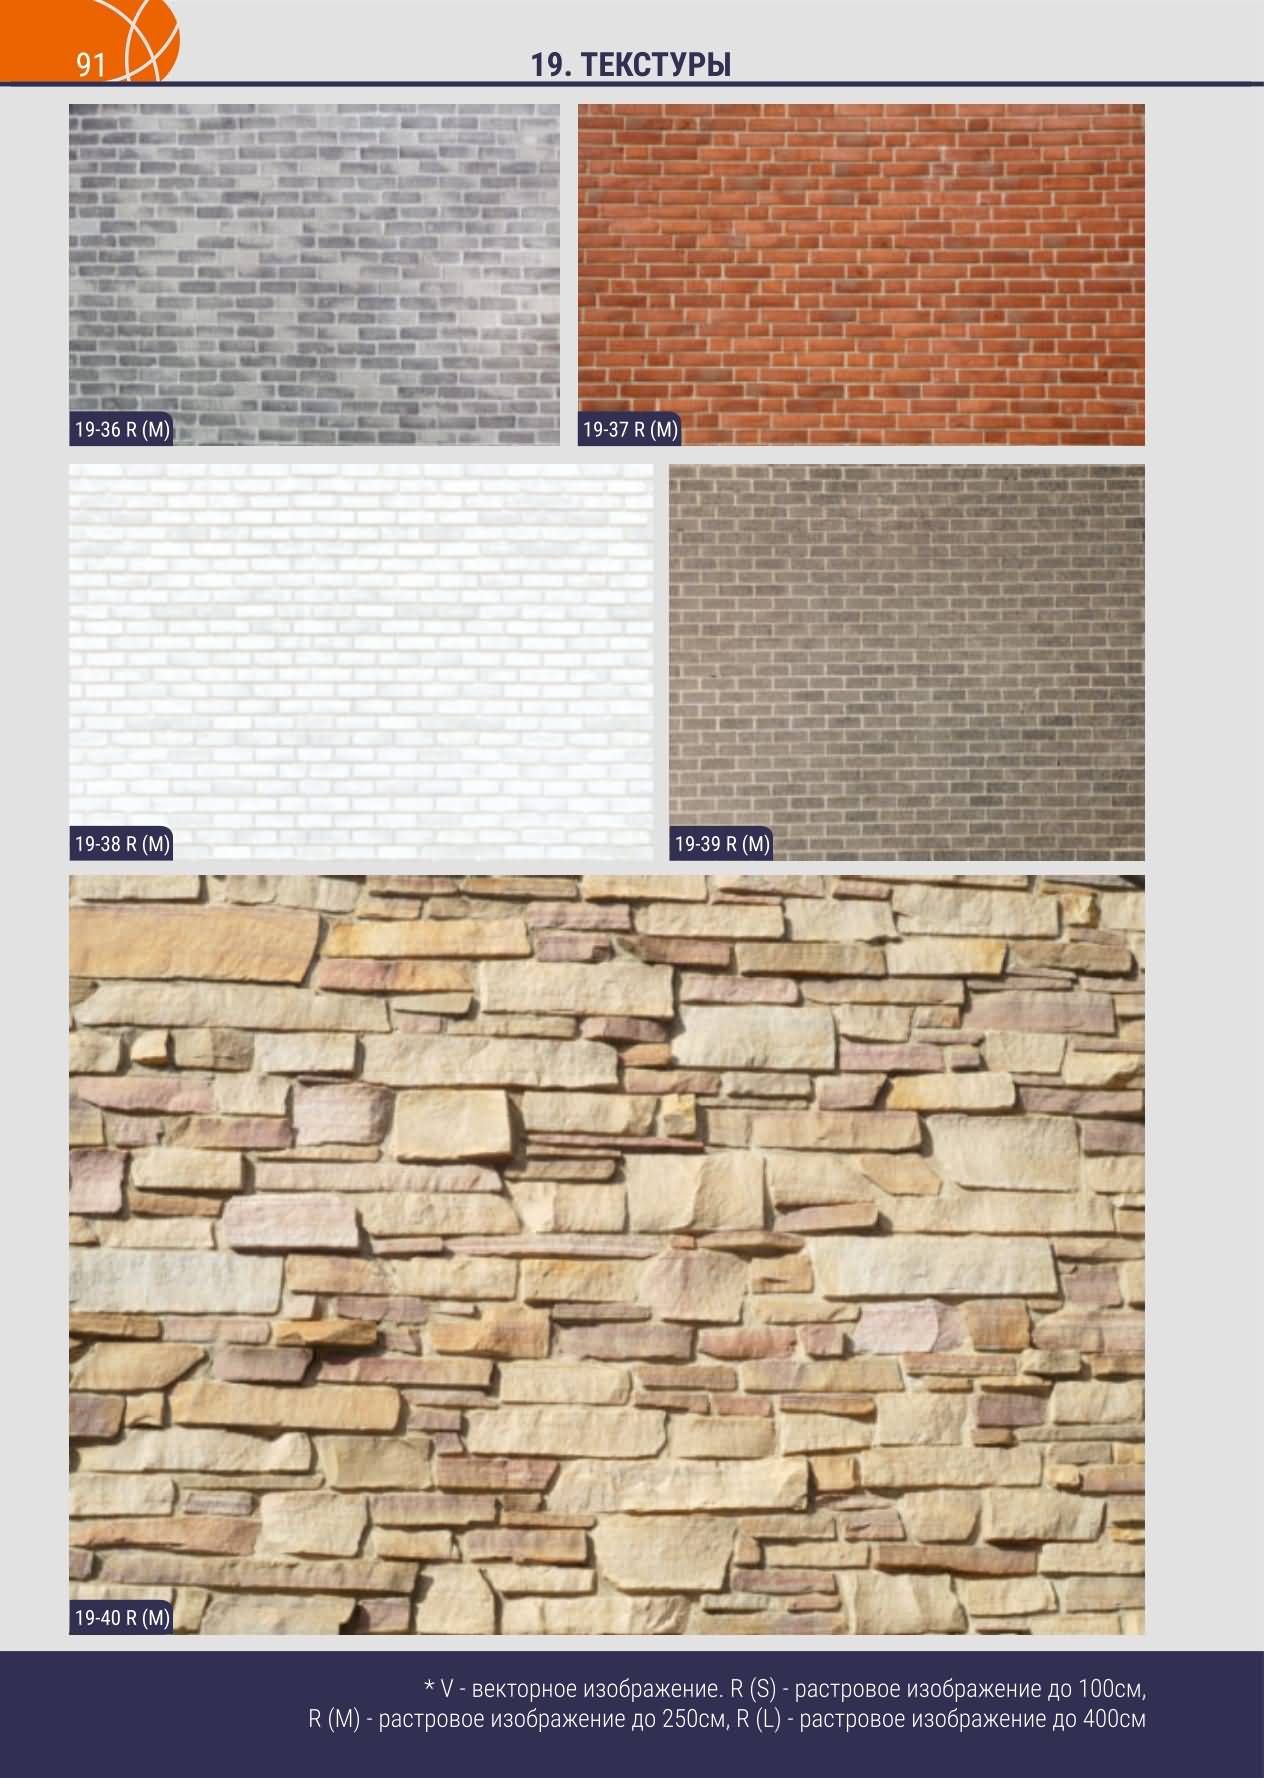 91
19. ТЕКСТУРЫ
19-36 R (M)
19-37 R (M)
19-38 R (M)
19-39 R (M)
19-40 R (M)
* V - векторное изображение. R (S) - растровое изображение до 100см,
R (M) - растровое изображение до 250см, R (L) - растровое изображение до 400см